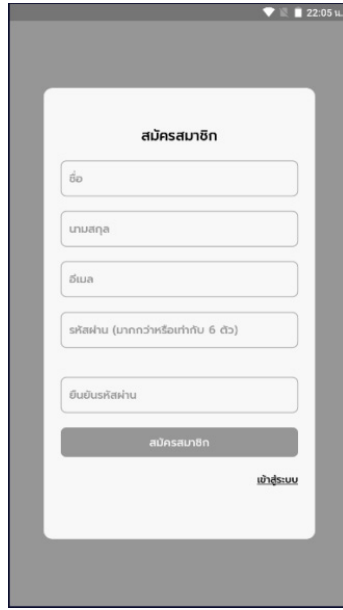 22:05 น.
สมัครสมาชิก
ชื่อ
นามสกุล
อีเมล
รหัสผ่าน (มากกว่าหรือเท่ากับ 6 ตัว)
ยืนยันรหัสผ่าน
สมัครสมาชิก
เข้าสู่ระบบ